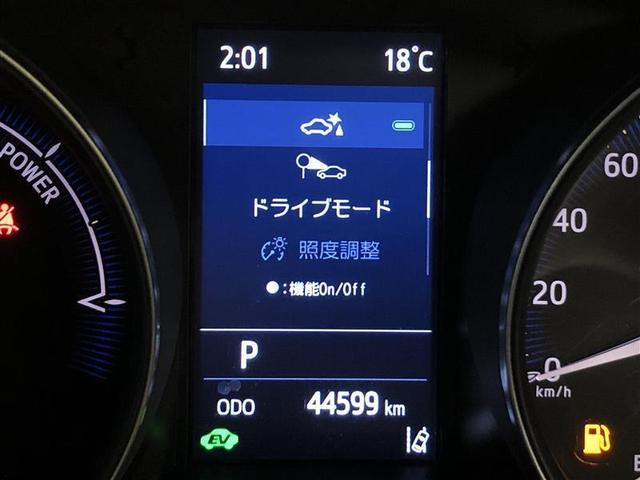 2:01 18°C
ドライブモード
照度調整
●:機能On/Off
P
ODO 44599 km
EV
POWER
60
40
20
0
km/h
E